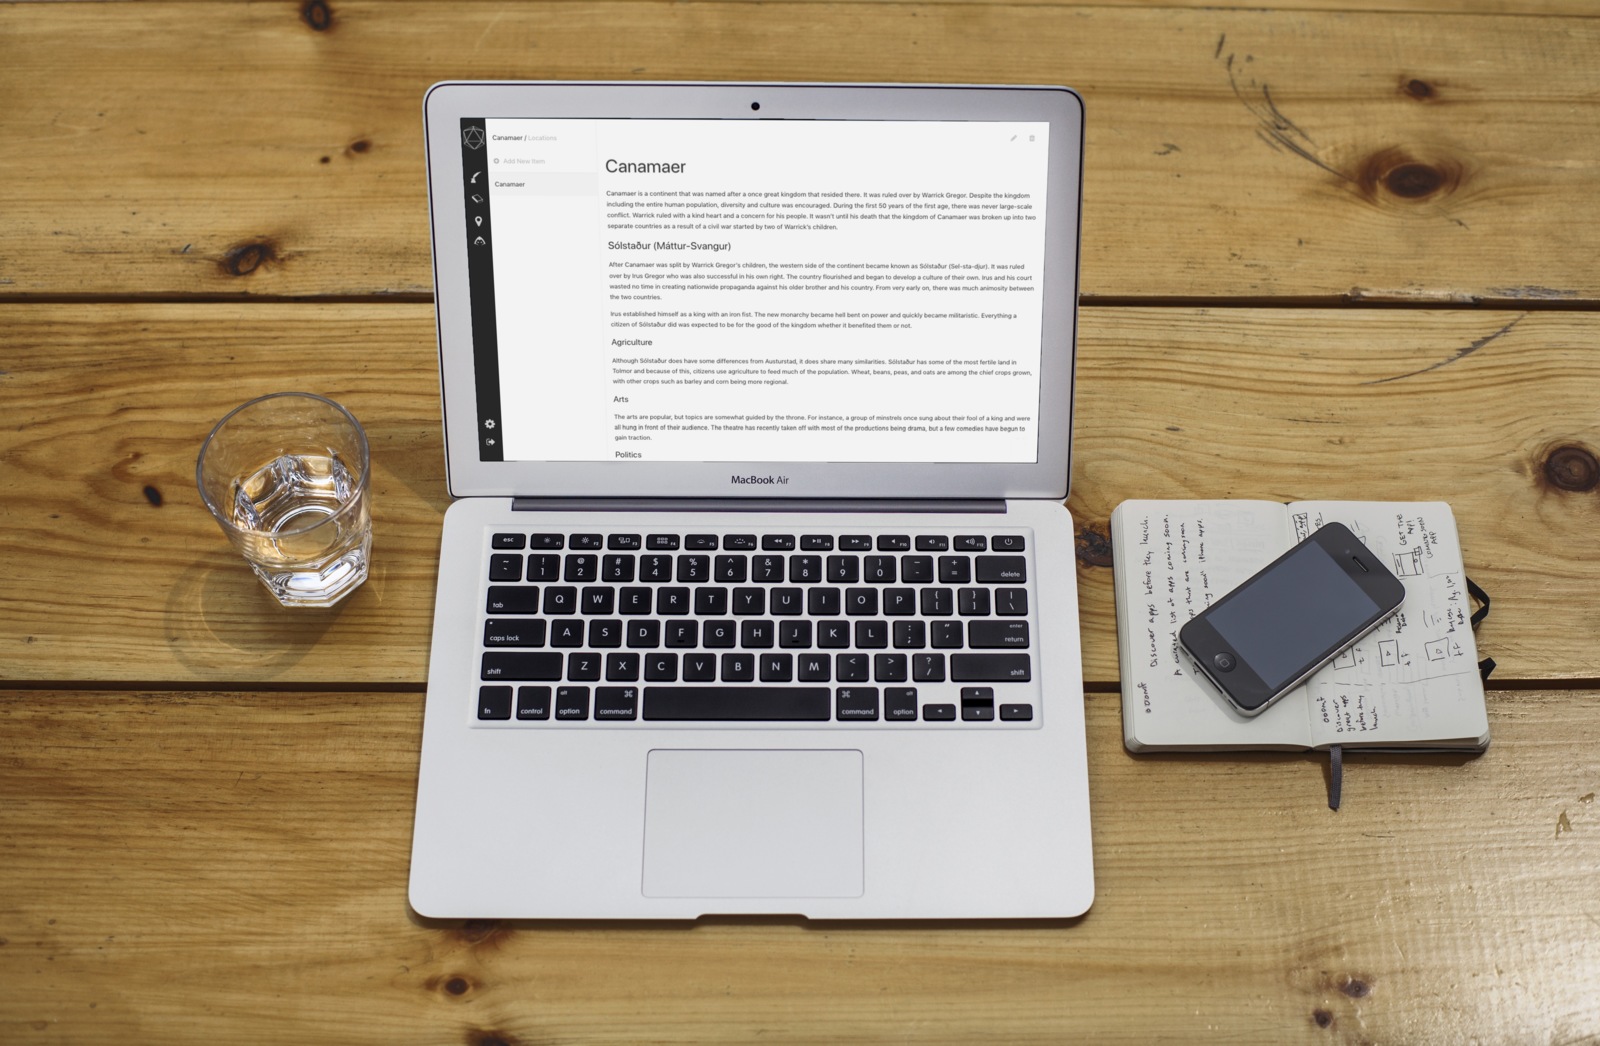 Canamaer / Locations
Add New Item
Canamaer
Canamaer
Canamaer is a continent that was named after a once great kingdom that resided there. It was ruled over by Warrick Gregor. Despite the kingdom
including the entire human population, diversity and culture was encouraged. During the first 50 years of the first age, there was never large-scale
conflict. Warrick ruled with a kind heart and a concern for his people. It wasn't until his death that the kingdom of Canamaer was broken up into two
separate countries as a result of a civil war started by two of Warrick's children.
Sólstaður (Máttur-Svangur)
After Canamaer was split by Warrick Gregor's children, the western side of the continent became known as Sólstaður (Sel-sta-djur). It was ruled
over by Irus Gregor who was also successful in his own right. The country flourished and began to develop a culture of their own. Irus and his court
wasted no time in creating nationwide propaganda against his older brother and his country. From very early on, there was much animosity between
the two countries.
Irus established himself as a king with an iron fist. The new monarchy became hell bent on power and quickly became militaristic. Everything a
citizen of Sólstaður did was expected to be for the good of the kingdom whether it benefited them or not.
Agriculture
Although Sólstaður does have some differences from Austurstad, it does share many similarities. Sólstaður has some of the most fertile land in
Tolmor and because of this, citizens use agriculture to feed much of the population. Wheat, beans, peas, and oats are among the chief crops grown,
with other crops such as barley and corn being more regional.
Arts
The arts are popular, but topics are somewhat guided by the throne. For instance, a group of minstrels once sung about their fool of a king and were
all hung in front of their audience. The theatre has recently taken off with most of the productions being drama, but a few comedies have begun to
gain traction.
Politics
MacBook Air
esc F1 F2 F3 F4 F5 F6 F7 F8 F9 F10 F11 F12
~ ` ! 1 @ 2 # 3 $ 4 % 5 ^ 6 & 7 * 8 ( 9 ) 0 _ - + = delete
tab Q W E R T Y U I O P { [ } ] | \
caps lock A S D F G H J K L : ; " ' enter return
shift Z X C V B N M < , > . ? / shift
fn control alt option ⌘ command ⌘ command alt option
ooomf
Discover apps before they launch.
A curated list of apps coming soon.
ooomf
Discover
great apps
before they
launch.
GET THE
APP